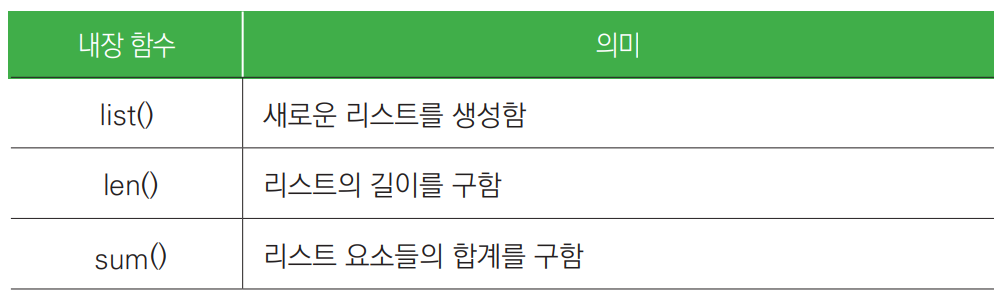 내장 함수 의미
list() 새로운 리스트를 생성함
len() 리스트의 길이를 구함
sum() 리스트 요소들의 합계를 구함